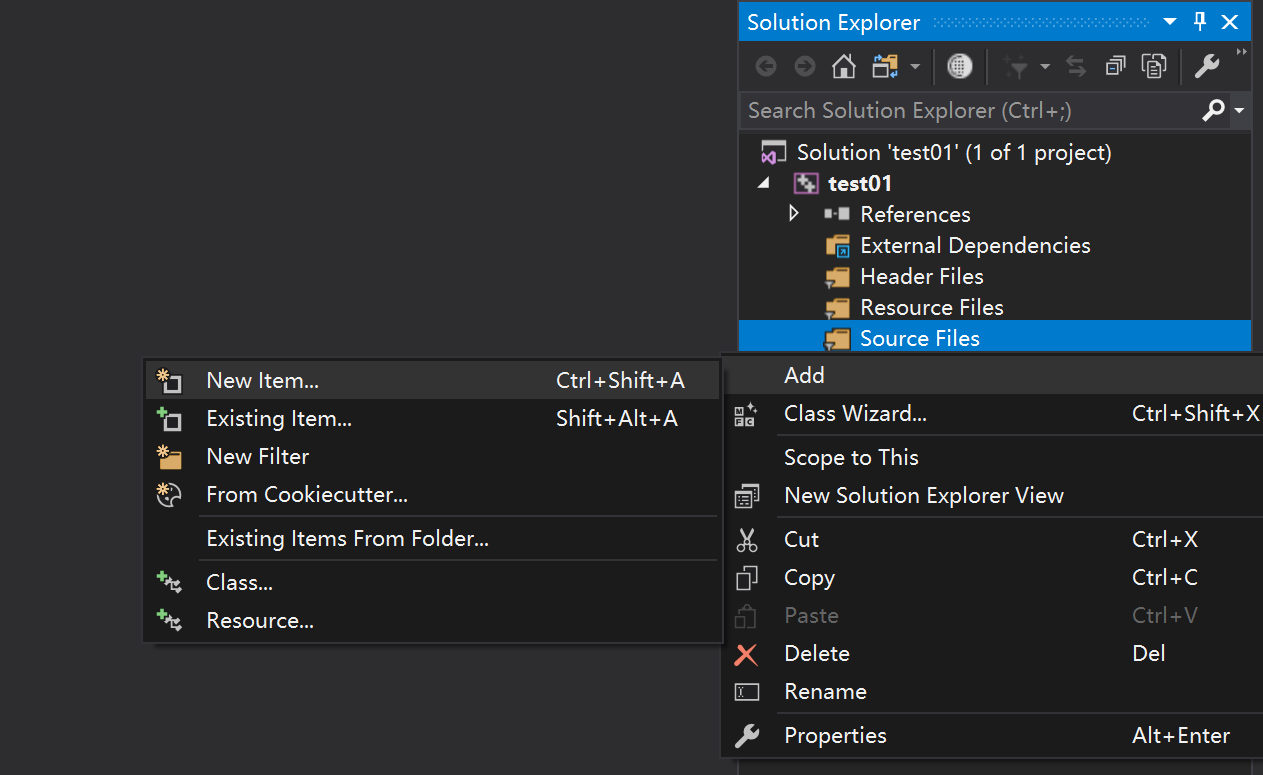 Solution Explorer
Search Solution Explorer (Ctrl+;)
Solution 'test01' (1 of 1 project)
test01
References
External Dependencies
Header Files
Resource Files
Source Files
New Item... Ctrl+Shift+A
Existing Item... Shift+Alt+A
New Filter
From Cookiecutter...
Existing Items From Folder...
Class...
Resource...
Add
Class Wizard... Ctrl+Shift+X
Scope to This
New Solution Explorer View
Cut Ctrl+X
Copy Ctrl+C
Paste Ctrl+V
Delete Del
Rename
Properties Alt+Enter